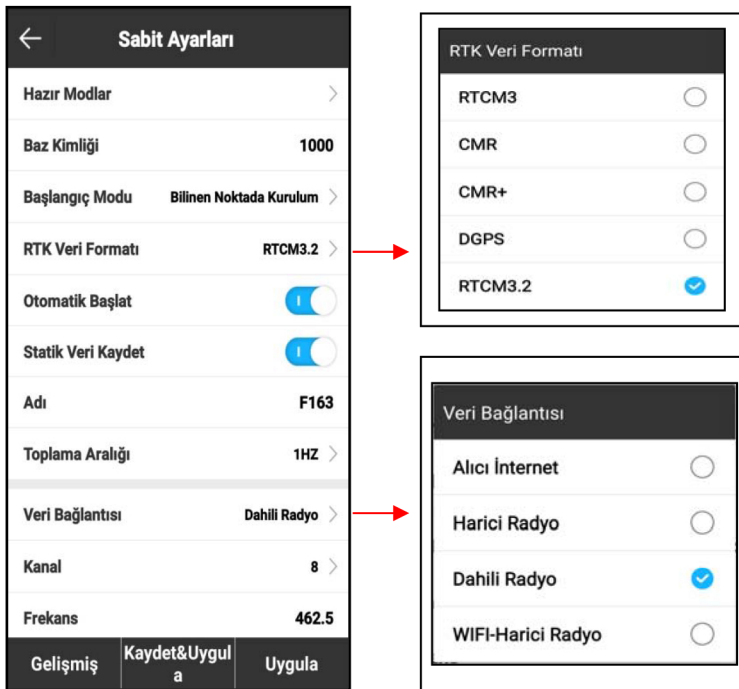 Sabit Ayarları
Hazır Modlar
Baz Kimliği 1000
Başlangıç Modu Bilinen Noktada Kurulum
RTK Veri Formatı RTCM3.2
Otomatik Başlat
Statik Veri Kaydet
Adı F163
Toplama Aralığı 1HZ
Veri Bağlantısı Dahili Radyo
Kanal 8
Frekans 462.5
Gelişmiş
Kaydet&Uygul
a
Uygula
RTK Veri Formatı
RTCM3
CMR
CMR+
DGPS
RTCM3.2
Veri Bağlantısı
Alıcı İnternet
Harici Radyo
Dahili Radyo
WIFI-Harici Radyo